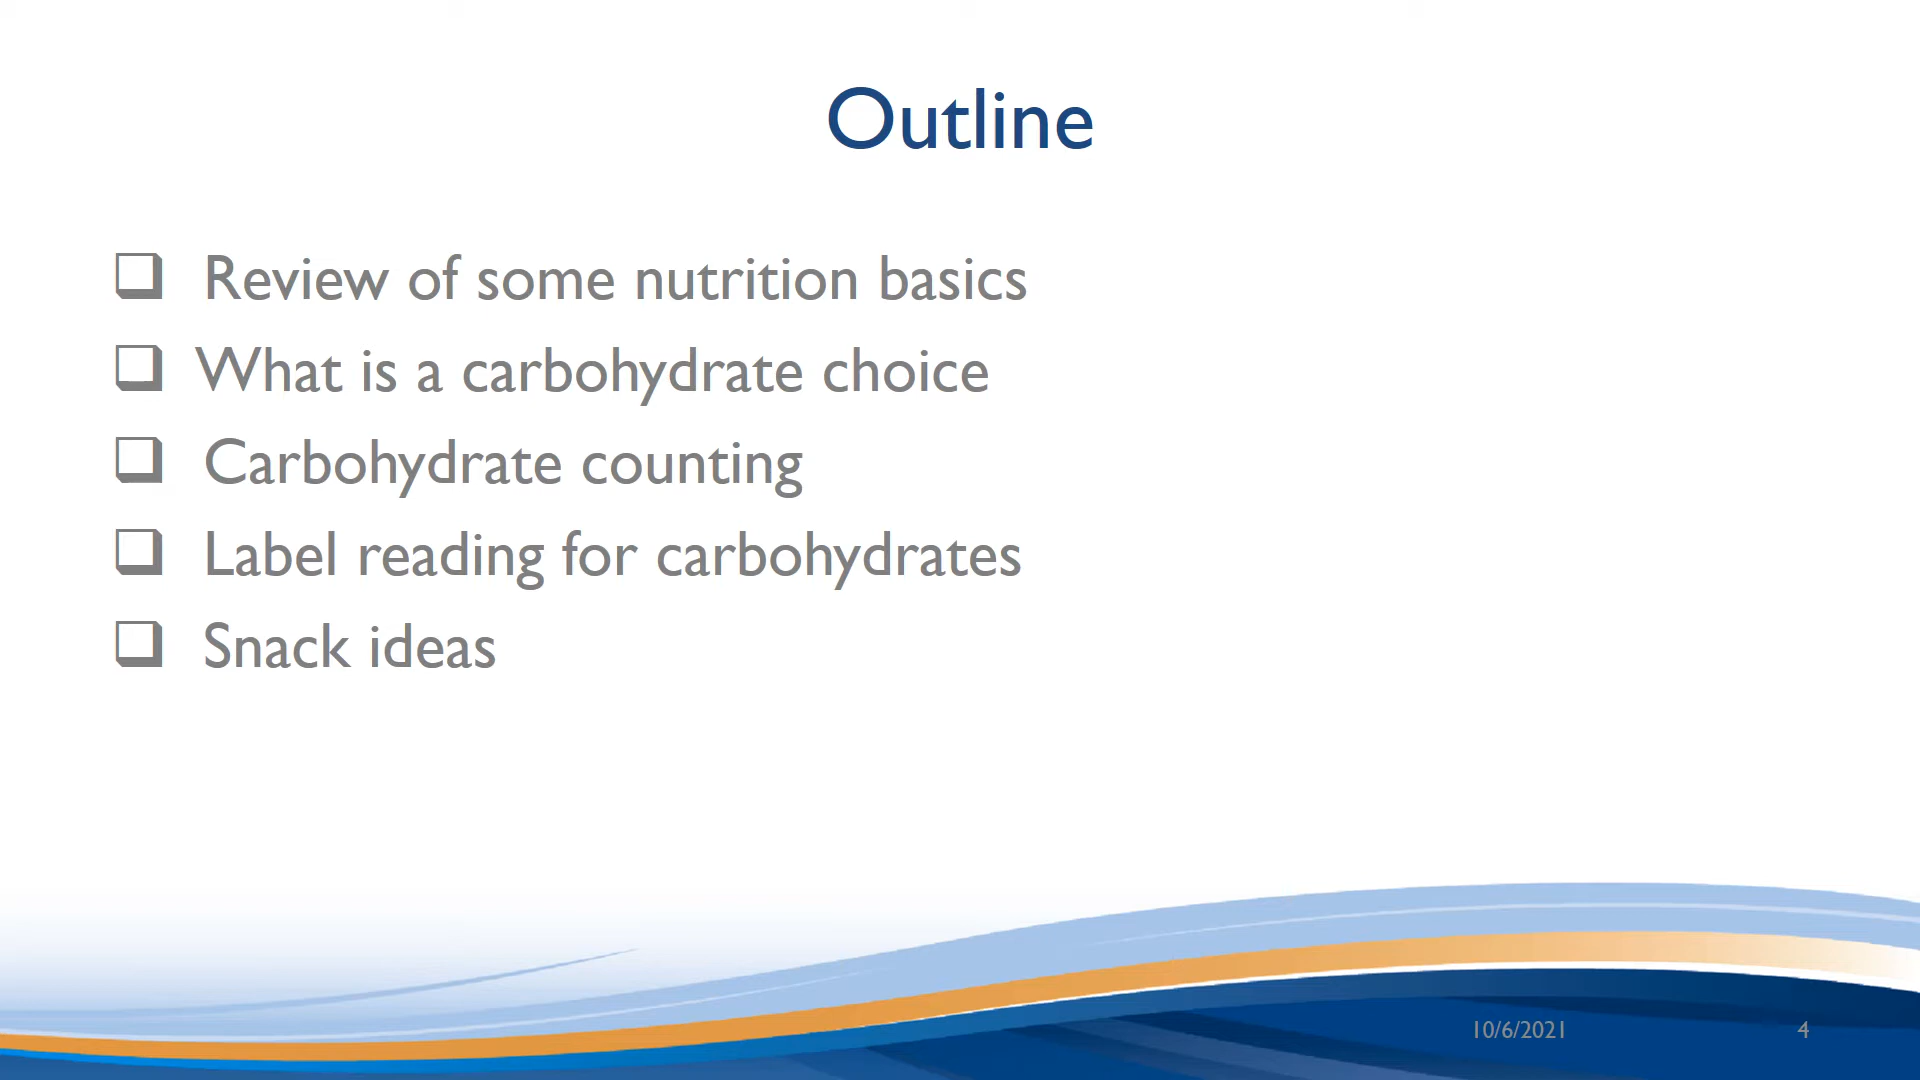 Outline
❑ Review of some nutrition basics
❑ What is a carbohydrate choice
❑ Carbohydrate counting
❑ Label reading for carbohydrates
❑ Snack ideas
10/6/2021 4